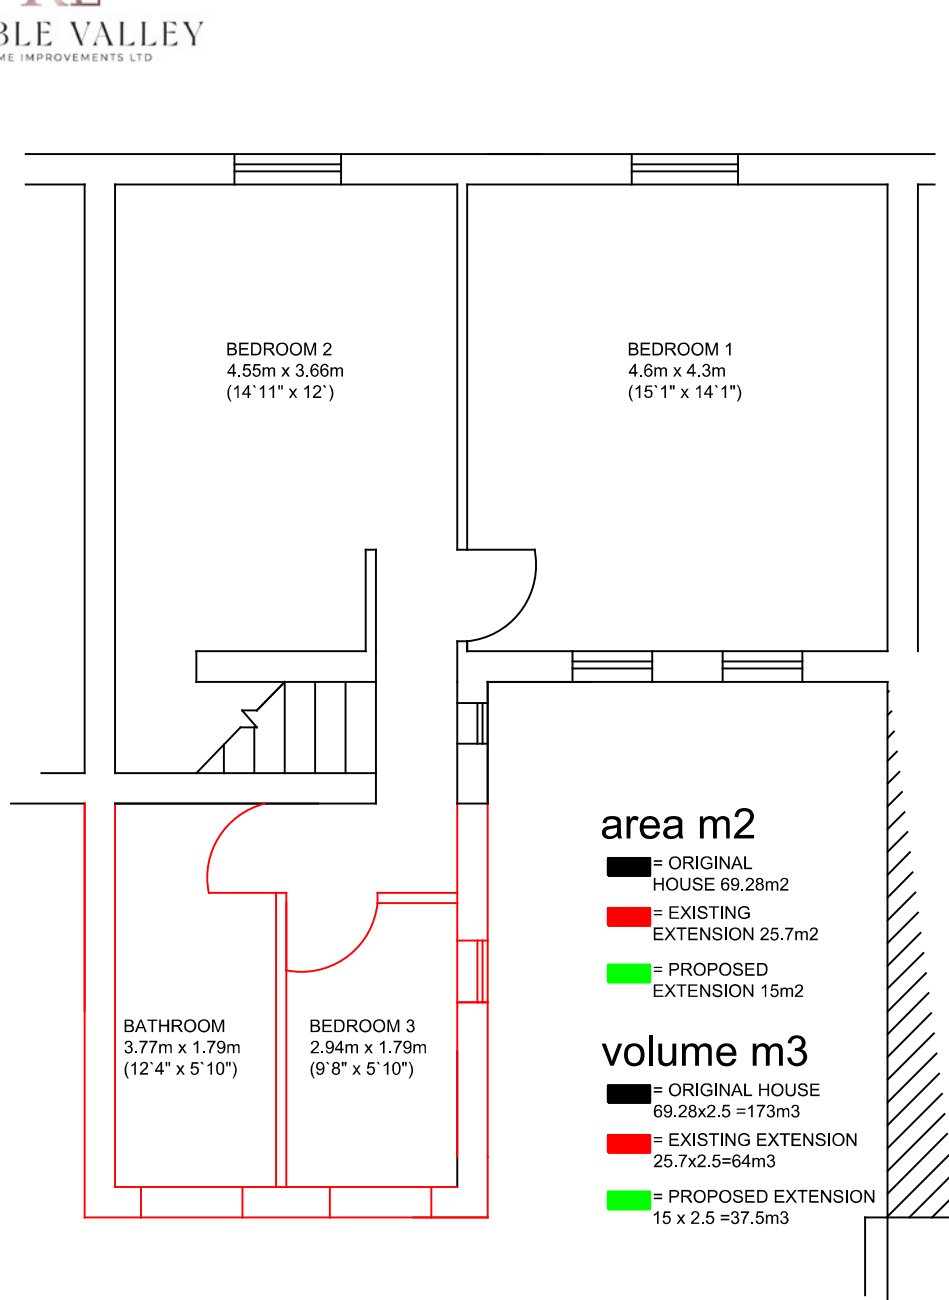 VALLEY
IMPROVEMENTS LTD
BEDROOM 2
4.55m x 3.66m
(14`11" x 12`)
BEDROOM 1
4.6m x 4.3m
(15`1" x 14`1")
area m2
= ORIGINAL
HOUSE 69.28m2
= EXISTING
EXTENSION 25.7m2
= PROPOSED
EXTENSION 15m2
BATHROOM
3.77m x 1.79m
(12`4" x 5`10")
BEDROOM 3
2.94m x 1.79m
(9`8" x 5`10")
volume m3
= ORIGINAL HOUSE
69.28x2.5 =173m3
= EXISTING EXTENSION
25.7x2.5=64m3
= PROPOSED EXTENSION
15 x 2.5 =37.5m3